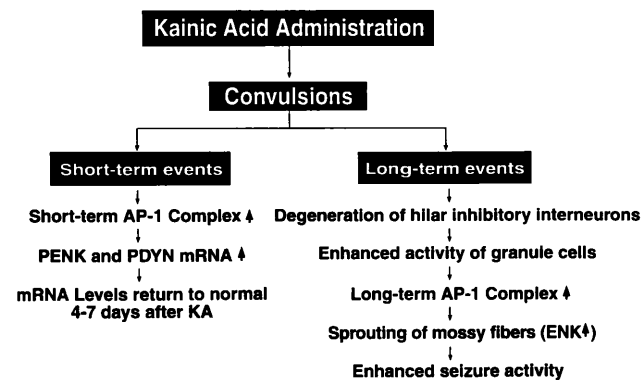 Kainic Acid Administration
Convulsions
Short-term events
Short-term AP-1 Complex ↑
PENK and PDYN mRNA ↑
mRNA Levels return to normal
4-7 days after KA
Long-term events
Degeneration of hilar inhibitory interneurons
Enhanced activity of granule cells
Long-term AP-1 Complex ↑
Sprouting of mossy fibers (ENK↑)
Enhanced seizure activity